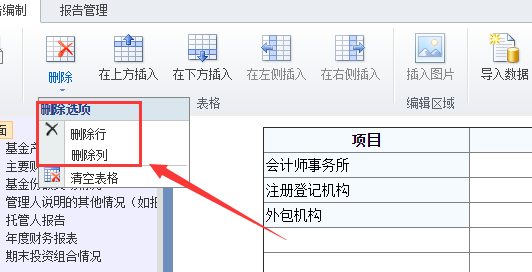 编制 报告管理
删除 在上方插入 在下方插入 在左侧插入 在右侧插入 插入图片 导入数据
表格 编辑区域
删除选项
删除行
删除列
清空表格
面
基金产
主要财
基金份
管理人说明的其他情况（如报
托管人报告
年度财务报表
期末投资组合情况
项目
会计师事务所
注册登记机构
外包机构